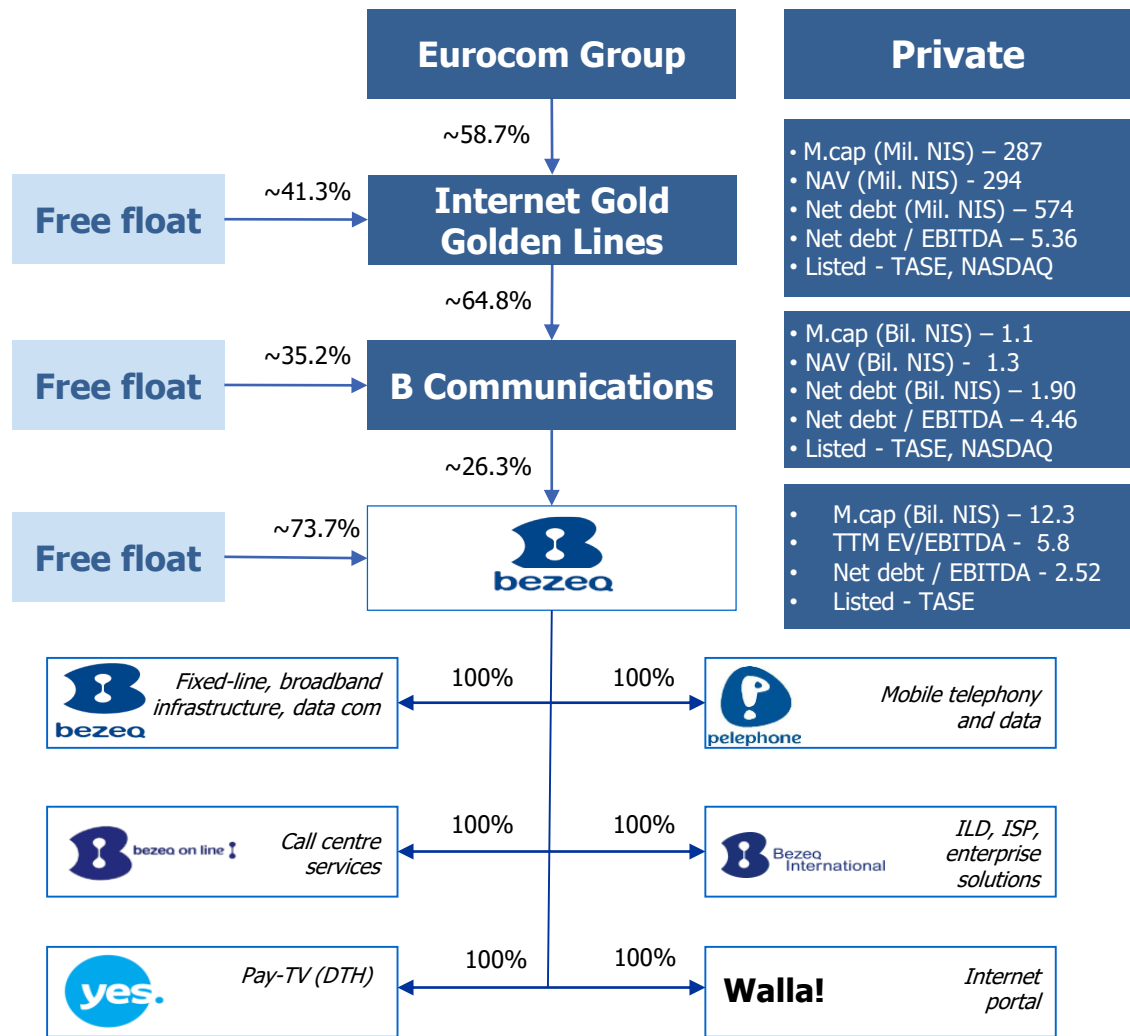 Eurocom Group
Private
~58.7%
• M.cap (Mil. NIS) – 287
• NAV (Mil. NIS) - 294
• Net debt (Mil. NIS) – 574
• Net debt / EBITDA – 5.36
• Listed - TASE, NASDAQ
Free float
~41.3%
Internet Gold
Golden Lines
~64.8%
• M.cap (Bil. NIS) – 1.1
• NAV (Bil. NIS) - 1.3
• Net debt (Bil. NIS) – 1.90
• Net debt / EBITDA – 4.46
• Listed - TASE, NASDAQ
Free float
~35.2%
B Communications
~26.3%
• M.cap (Bil. NIS) – 12.3
• TTM EV/EBITDA - 5.8
• Net debt / EBITDA - 2.52
• Listed - TASE
Free float
~73.7%
bezeq
bezeq
Fixed-line, broadband
infrastructure, data com
100%
100%
pelephone
Mobile telephony
and data
bezeq on line
Call centre
services
100%
100%
Bezeq
International
ILD, ISP,
enterprise
solutions
yes.
Pay-TV (DTH)
100%
100%
Walla!
Internet
portal